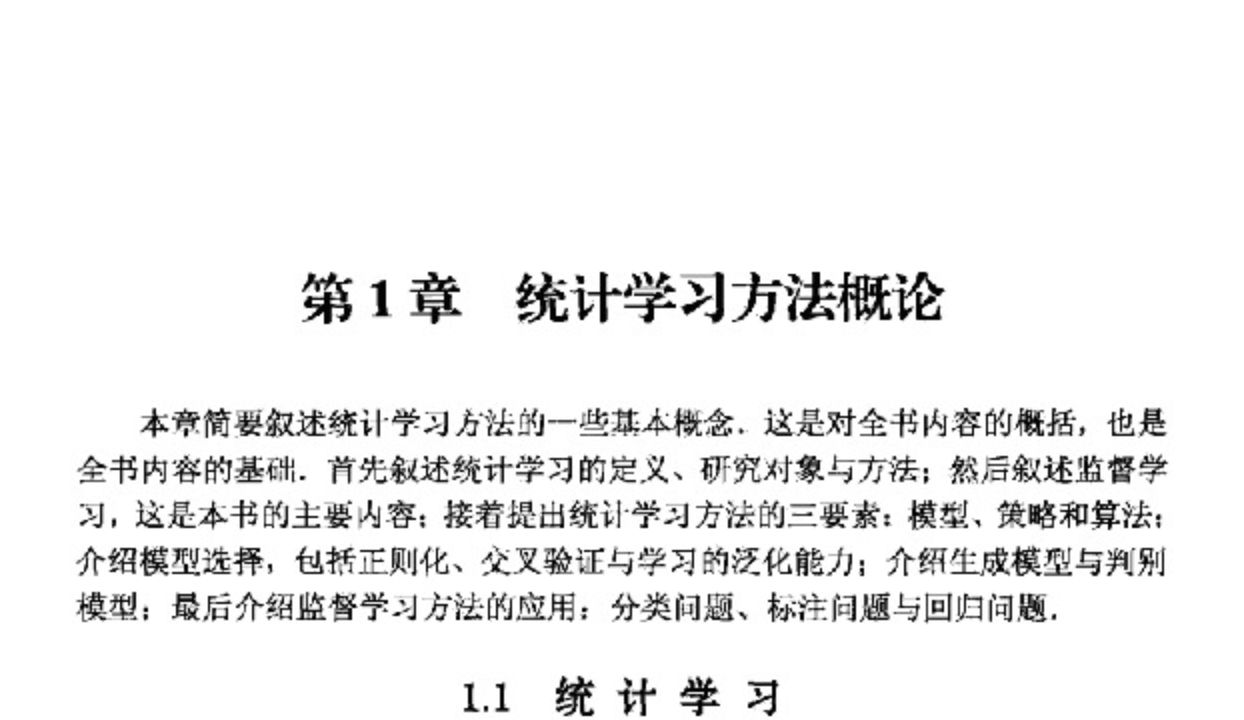 第1章 统计学习方法概论
本章简要叙述统计学习方法的一些基本概念．这是对全书内容的概括，也是
全书内容的基础．首先叙述统计学习的定义、研究对象与方法；然后叙述监督学
习，这是本书的主要内容；接着提出统计学习方法的三要素：模型、策略和算法；
介绍模型选择，包括正则化、交叉验证与学习的泛化能力；介绍生成模型与判别
模型；最后介绍监督学习方法的应用：分类问题、标注问题与回归问题．
1.1 统计学习